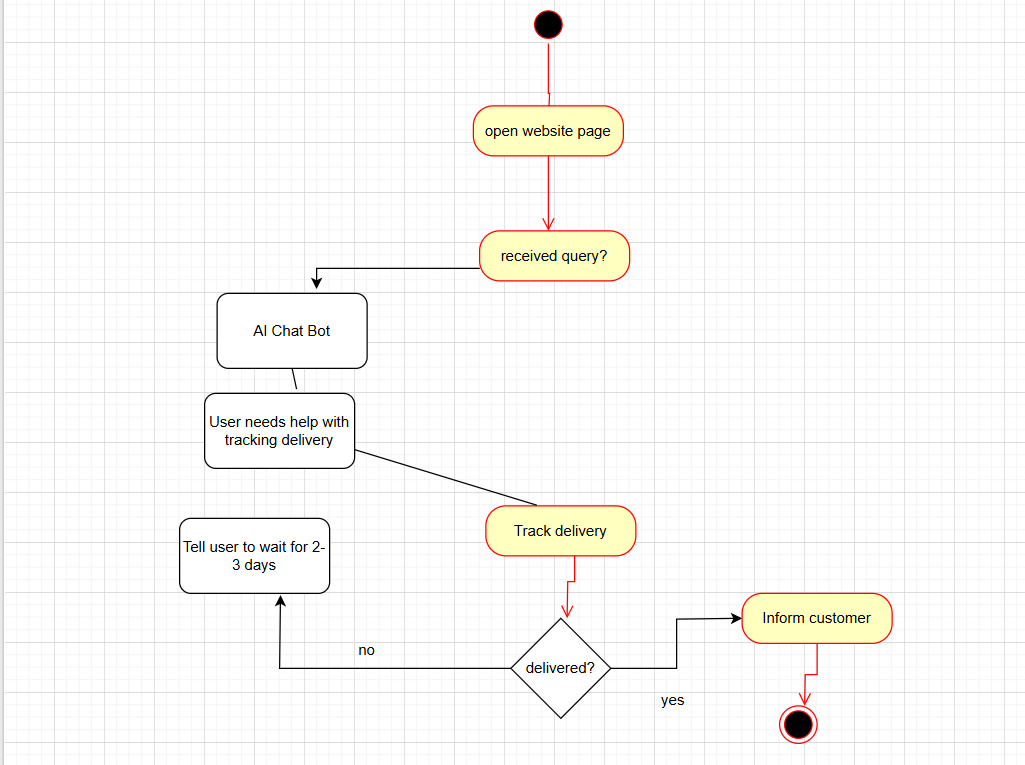 open website page
received query?
AI Chat Bot
User needs help with
tracking delivery
Track delivery
Tell user to wait for 2-
3 days
Inform customer
no
delivered?
yes